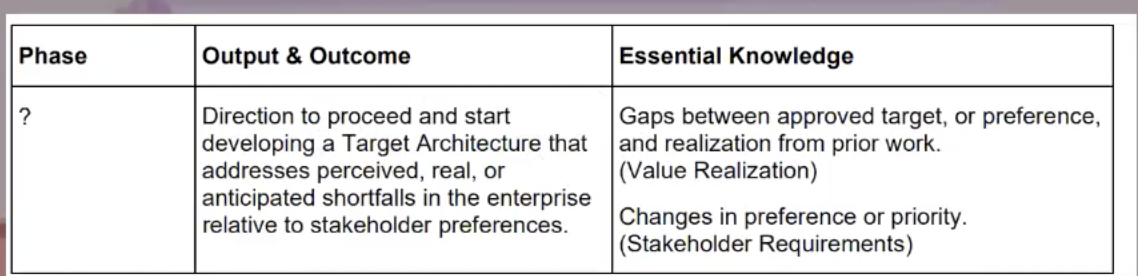 Phase Output & Outcome Essential Knowledge
?
Direction to proceed and start
developing a Target Architecture that
addresses perceived, real, or
anticipated shortfalls in the enterprise
relative to stakeholder preferences.
Gaps between approved target, or preference,
and realization from prior work.
(Value Realization)
Changes in preference or priority.
(Stakeholder Requirements)